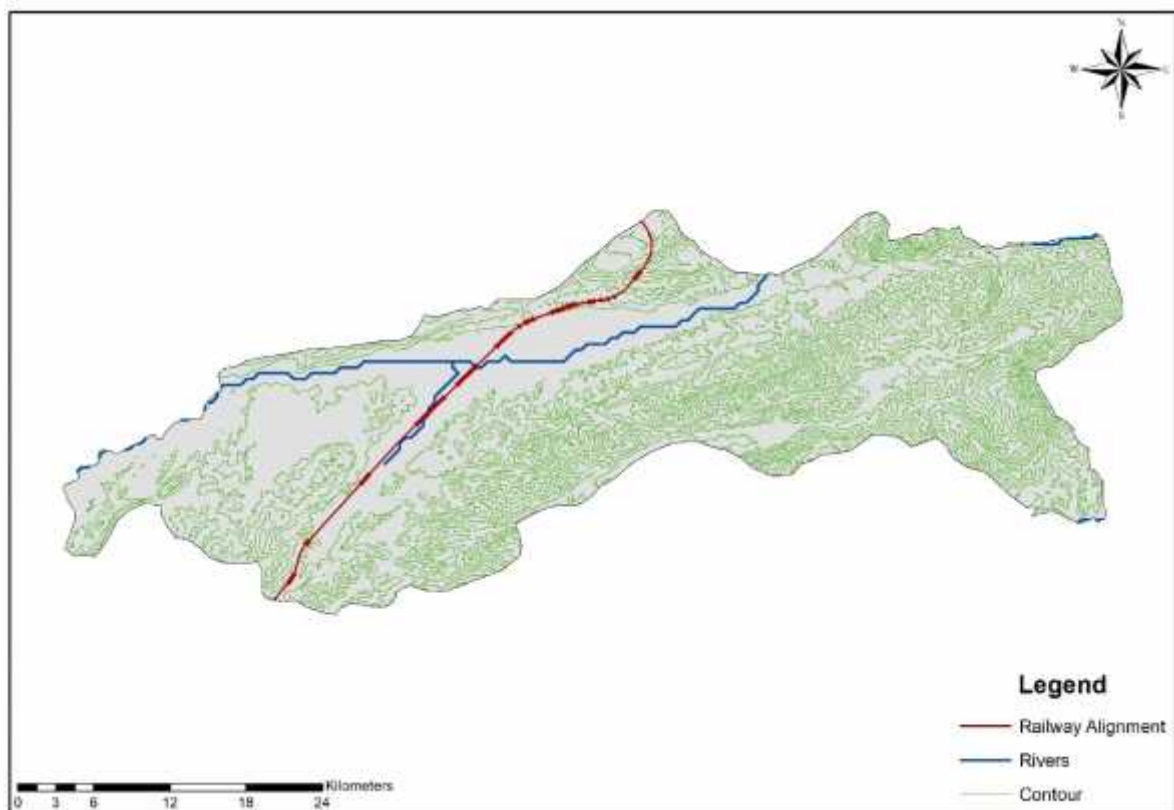 N
W
S
Legend
Railway Alignment
Rivers
Contour
Kilometers
0 3 6 12 18 24